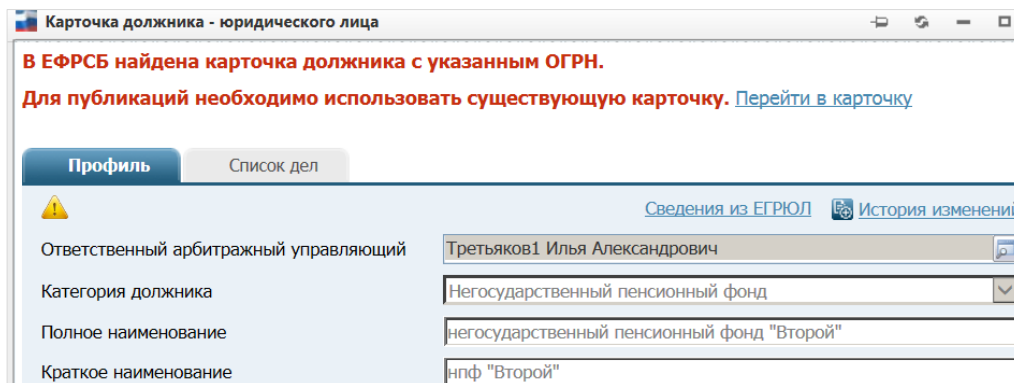 Карточка должника - юридического лица
В ЕФРСБ найдена карточка должника с указанным ОГРН.
Для публикаций необходимо использовать существующую карточку. Перейти в карточку
Профиль Список дел
Сведения из ЕГРЮЛ История изменений
Ответственный арбитражный управляющий Третьяков1 Илья Александрович
Категория должника Негосударственный пенсионный фонд
Полное наименование негосударственный пенсионный фонд "Второй"
Краткое наименование нпф "Второй"